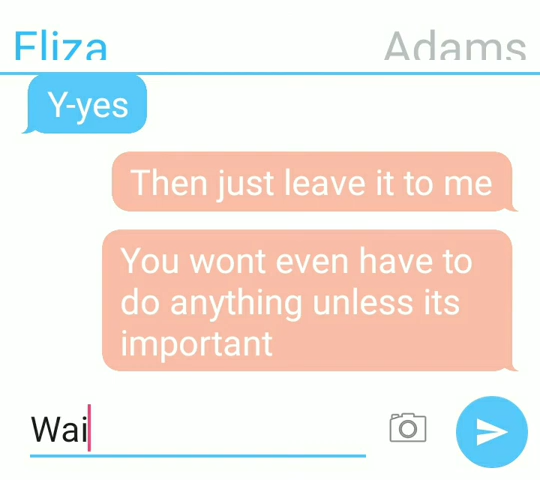 Eliza Adams
Y-yes
Then just leave it to me
You wont even have to
do anything unless its
important
Wai